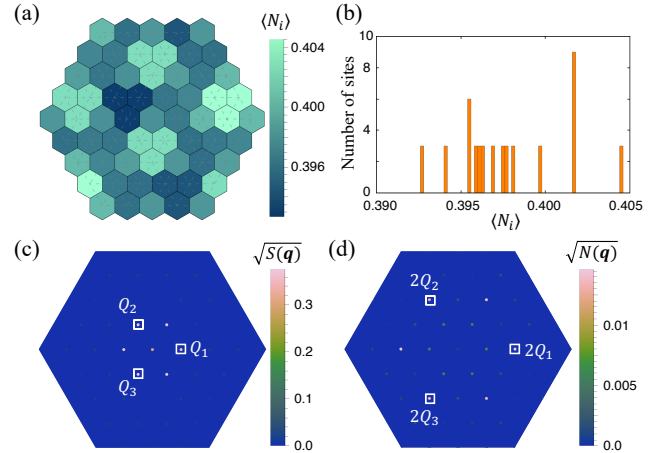 (a)
⟨N_i⟩
0.404
0.400
0.396
(b)
Number of sites
10
8
4
0
0.390
0.395
0.400
0.405
⟨N_i⟩
(c)
√S(q)
Q_2
Q_1
Q_3
0.3
0.2
0.1
0.0
(d)
√N(q)
2Q_2
2Q_1
2Q_3
0.01
0.005
0.0